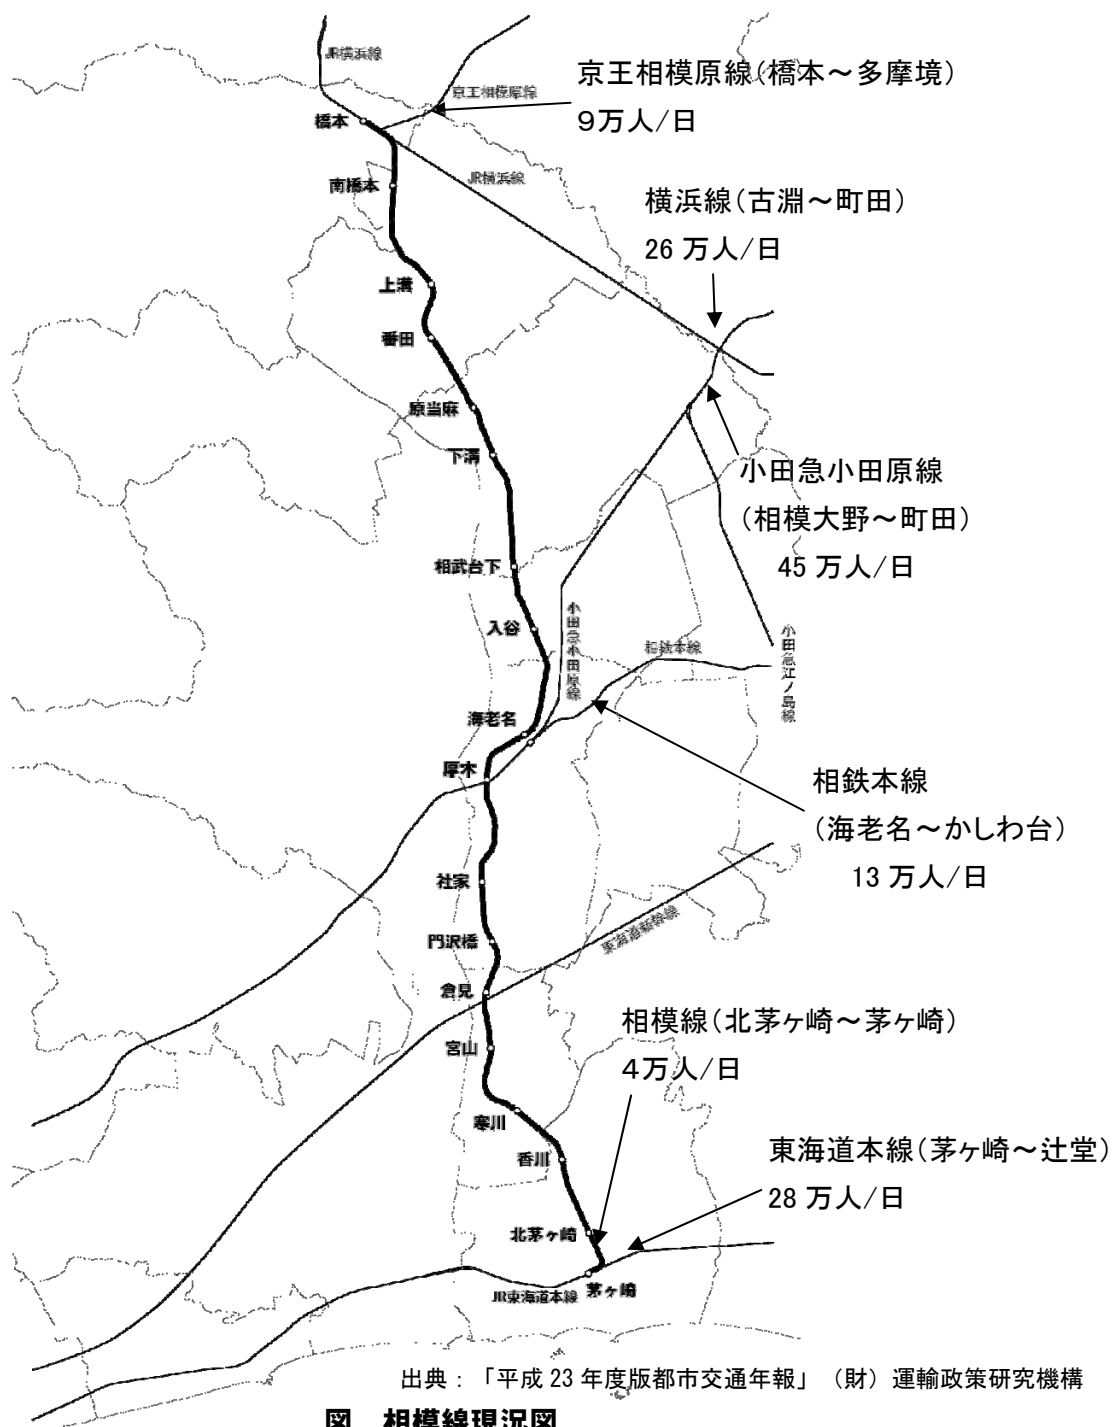 JR横浜線
京王相模原線(橋本～多摩境)
京王相模原線
9万人/日
橋本
JR横浜線
南橋本
横浜線(古淵～町田)
26 万人/日
上溝
番田
原当麻
下溝
小田急小田原線
(相模大野～町田)
45 万人/日
相武台下
入谷
小田急小田原線
小田急江ノ島線
相鉄本線
海老名
厚木
相鉄本線
(海老名～かしわ台)
13 万人/日
社家
東海道新幹線
門沢橋
倉見
相模線(北茅ヶ崎～茅ヶ崎)
宮山
4万人/日
寒川
香川
東海道本線(茅ヶ崎～辻堂)
28 万人/日
北茅ヶ崎
JR東海道本線
茅ヶ崎
出典：「平成 23 年度版都市交通年報」（財）運輸政策研究機構
図　相模線現況図